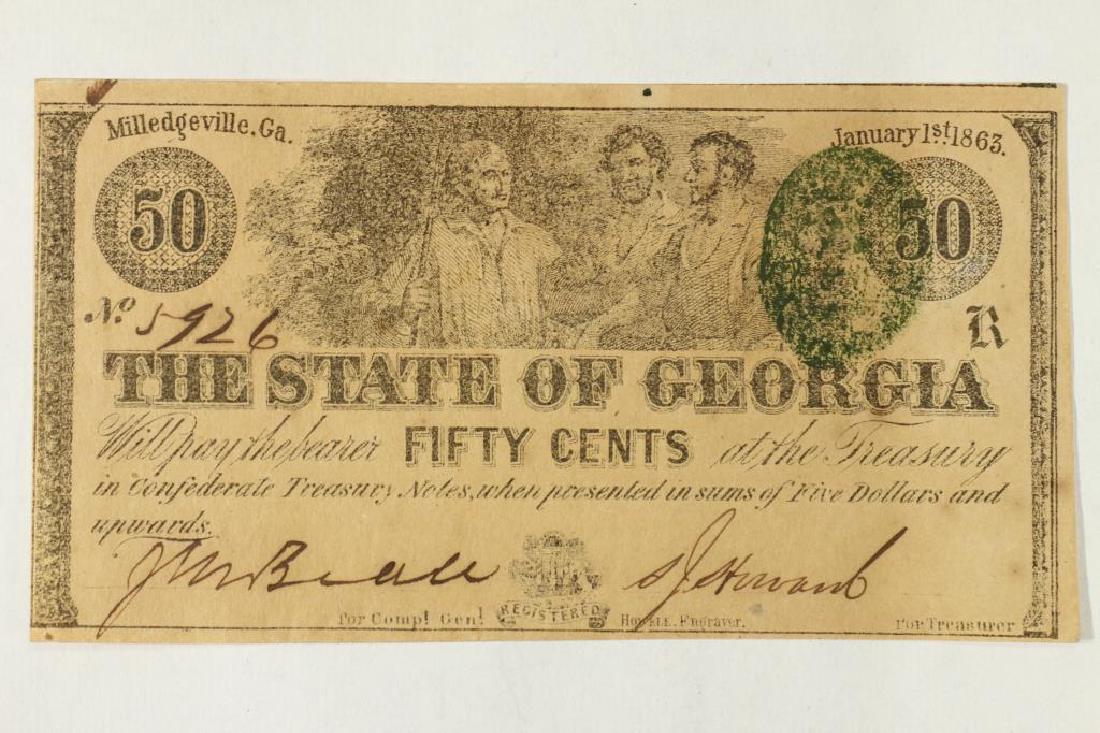 Milledgeville, Ga.
January 1st. 1863.
50
50
No. 5926
R
THE STATE OF GEORGIA
Will pay the bearer FIFTY CENTS at the Treasury
in Confederate Treasury Notes, when presented in sums of Five Dollars and
upwards.
S J Howard
for Compt Genl
REGISTERED
HOWELL. Engraver.
For Treasurer